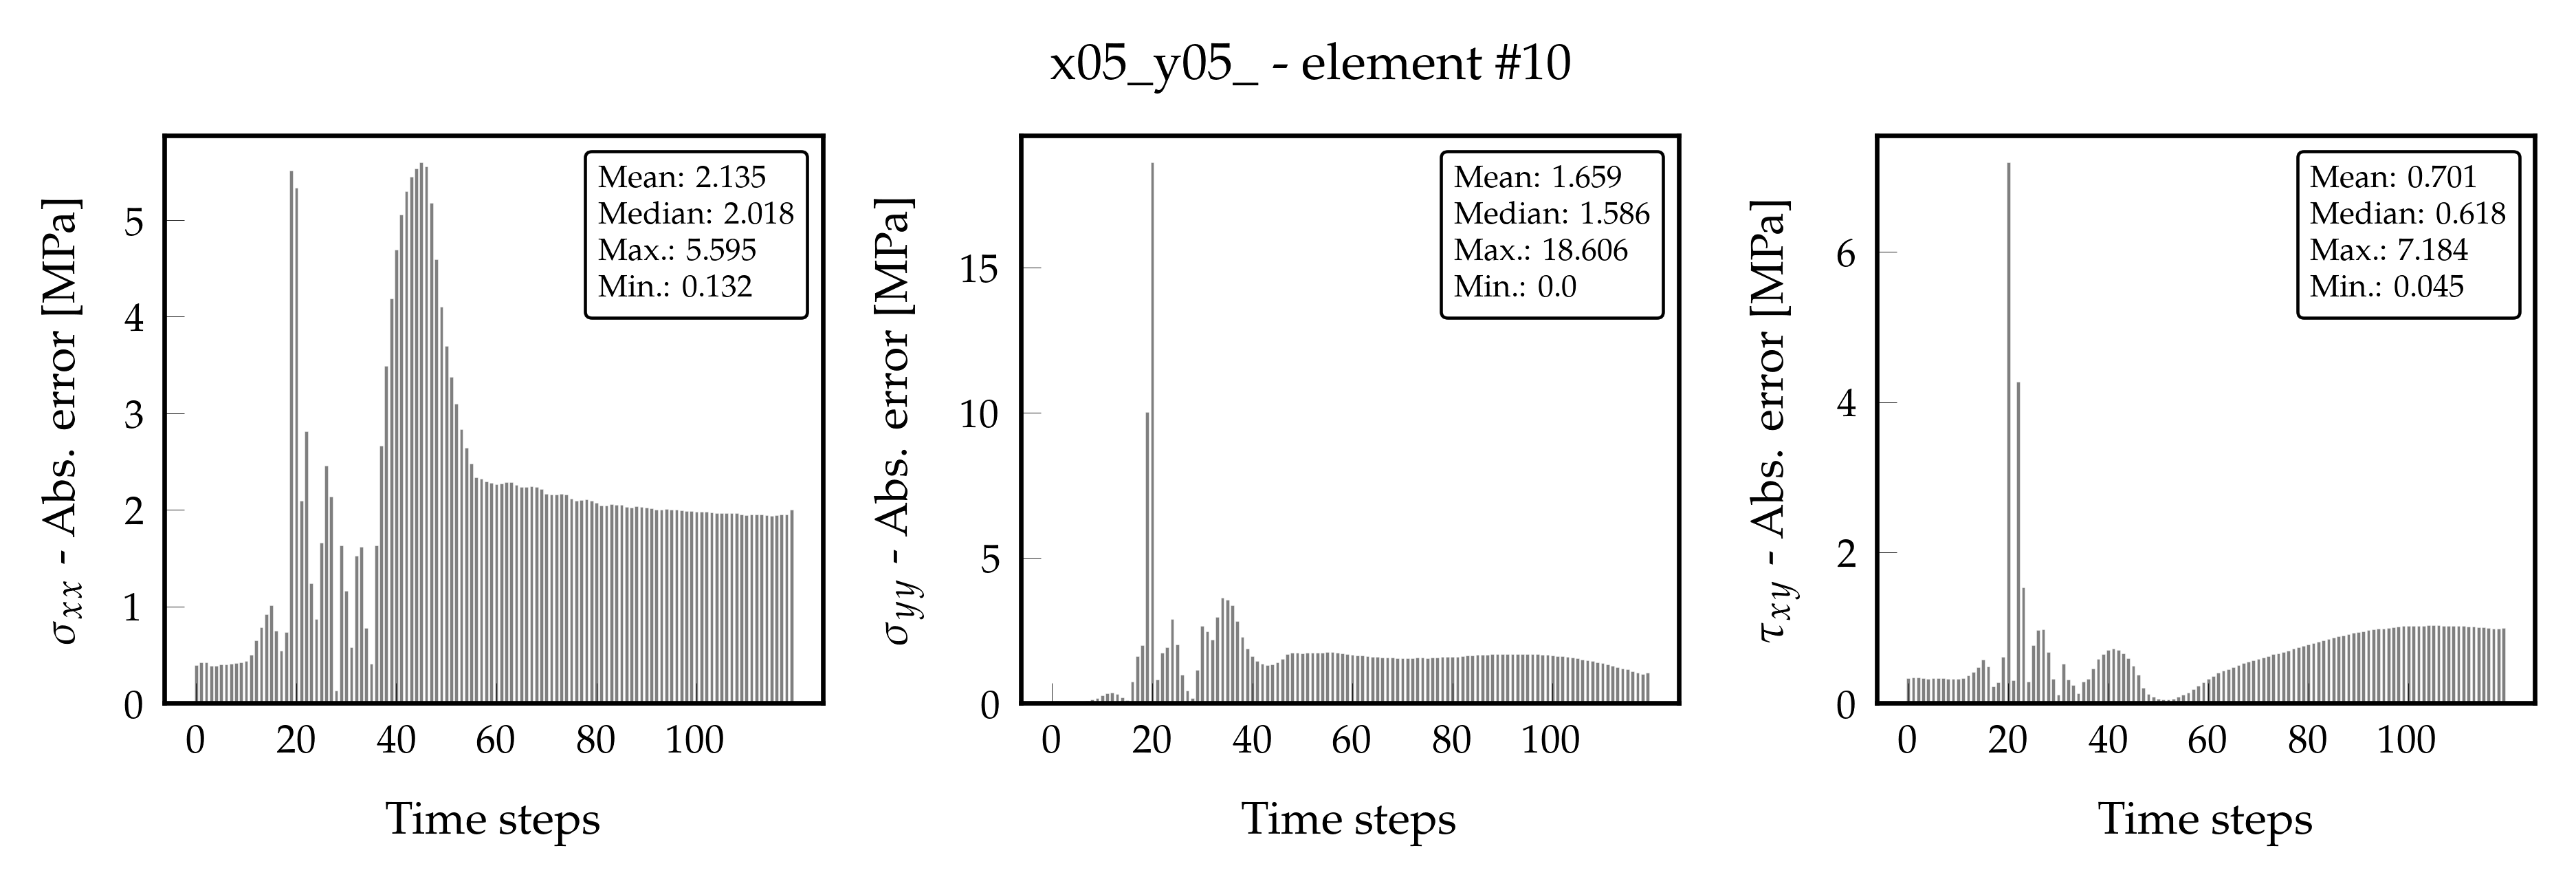 x05_y05_ - element #10
σxx - Abs. error [MPa]
5
4
3
2
1
0
0 20 40 60 80 100
Time steps
Mean: 2.135
Median: 2.018
Max.: 5.595
Min.: 0.132
σyy - Abs. error [MPa]
15
10
5
0
0 20 40 60 80 100
Time steps
Mean: 1.659
Median: 1.586
Max.: 18.606
Min.: 0.0
τxy - Abs. error [MPa]
6
4
2
0
0 20 40 60 80 100
Time steps
Mean: 0.701
Median: 0.618
Max.: 7.184
Min.: 0.045